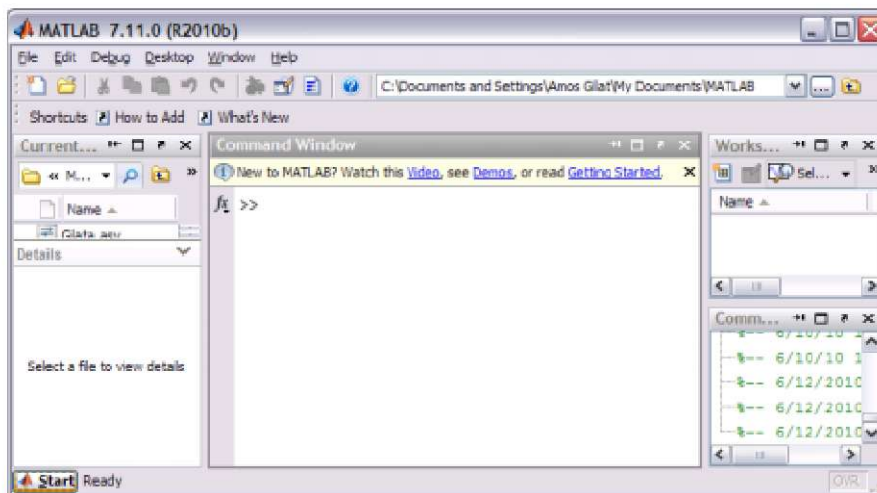 MATLAB 7.11.0 (R2010b)
File Edit Debug Desktop Window Help
C:\Documents and Settings\Amos Gilat\My Documents\MATLAB
Shortcuts How to Add What's New
Current...
« M...
Name
Details
Select a file to view details
Command Window
New to MATLAB? Watch this Video, see Demos, or read Getting Started.
fx >>
Works...
Sel...
Name
Comm...
%-- 6/10/10 1
%-- 6/12/2010
%-- 6/12/2010
%-- 6/12/2010
Start Ready
OVR